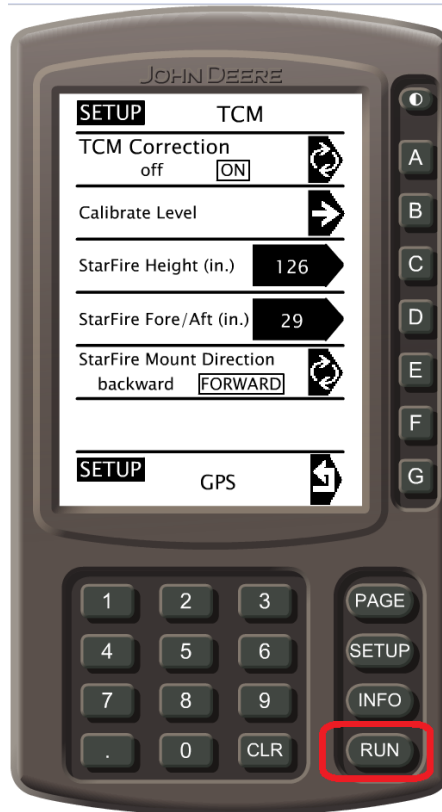 JOHN DEERE
SETUP TCM
TCM Correction
off ON
A
Calibrate Level
B
StarFire Height (in.) 126
C
StarFire Fore/Aft (in.) 29
D
StarFire Mount Direction
backward FORWARD
E
F
SETUP GPS
G
1 2 3 PAGE
4 5 6 SETUP
7 8 9 INFO
. 0 CLR RUN